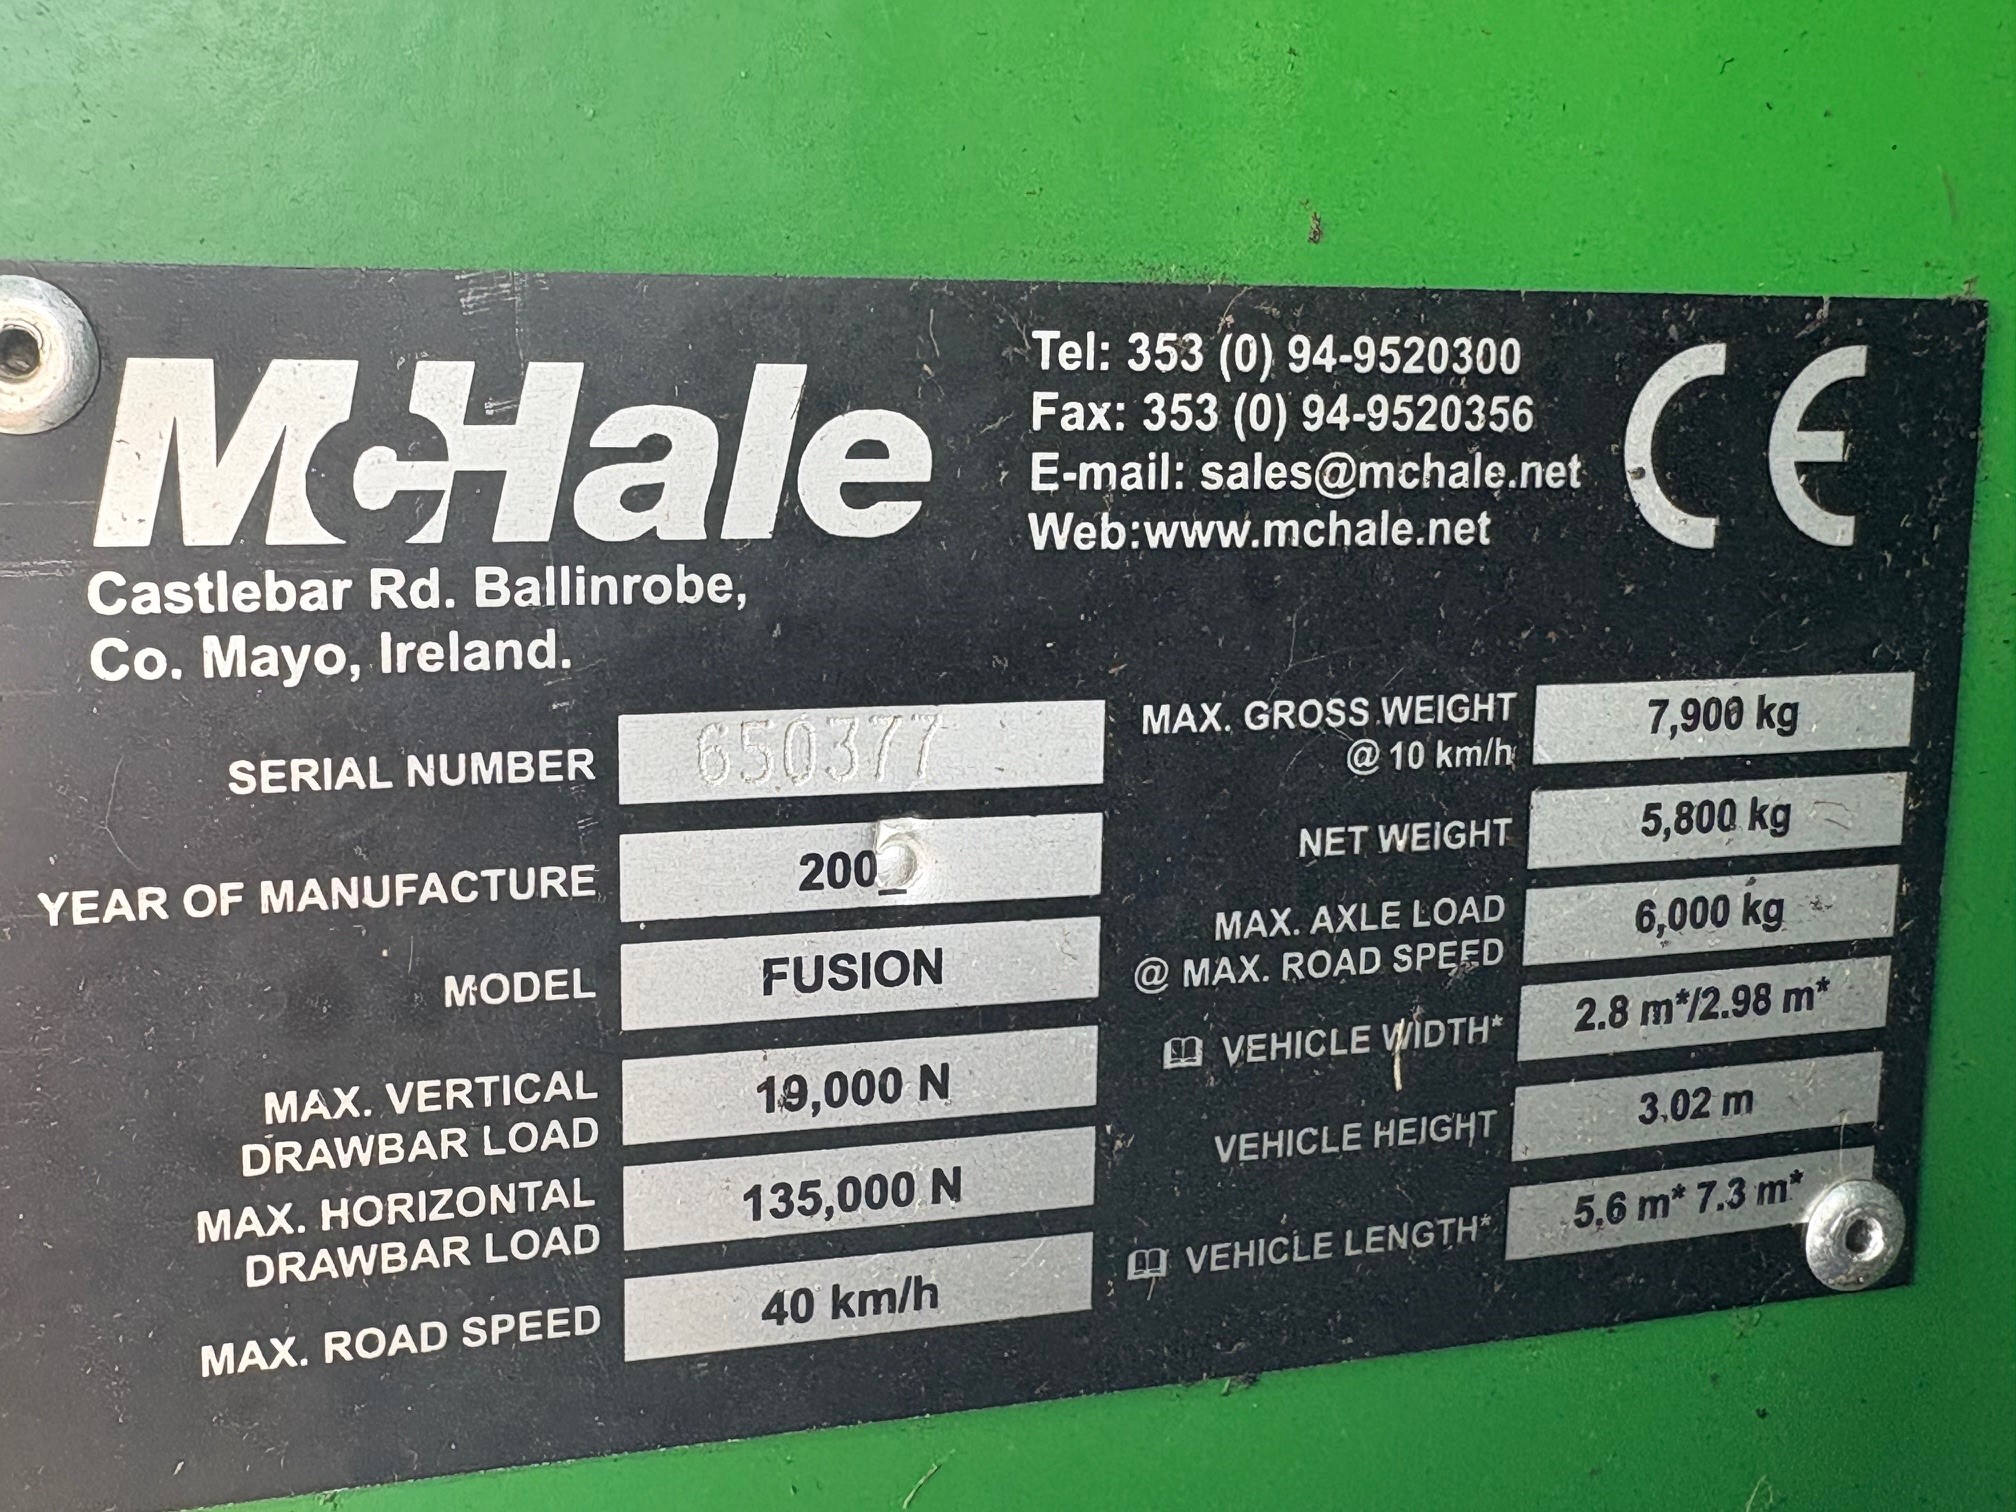 McHale
Castlebar Rd. Ballinrobe,
Co. Mayo, Ireland.
Tel: 353 (0) 94-9520300
Fax: 353 (0) 94-9520356
E-mail: sales@mchale.net
Web:www.mchale.net
CE
SERIAL NUMBER 650377
YEAR OF MANUFACTURE 200_
MODEL FUSION
MAX. VERTICAL
DRAWBAR LOAD 19,000 N
MAX. HORIZONTAL
DRAWBAR LOAD 135,000 N
MAX. ROAD SPEED 40 km/h
MAX. GROSS WEIGHT 7,900 kg
@ 10 km/h
NET WEIGHT 5,800 kg
MAX. AXLE LOAD 6,000 kg
@ MAX. ROAD SPEED
VEHICLE WIDTH* 2.8 m*/2.98 m*
VEHICLE HEIGHT 3.02 m
VEHICLE LENGTH* 5.6 m* 7.3 m*